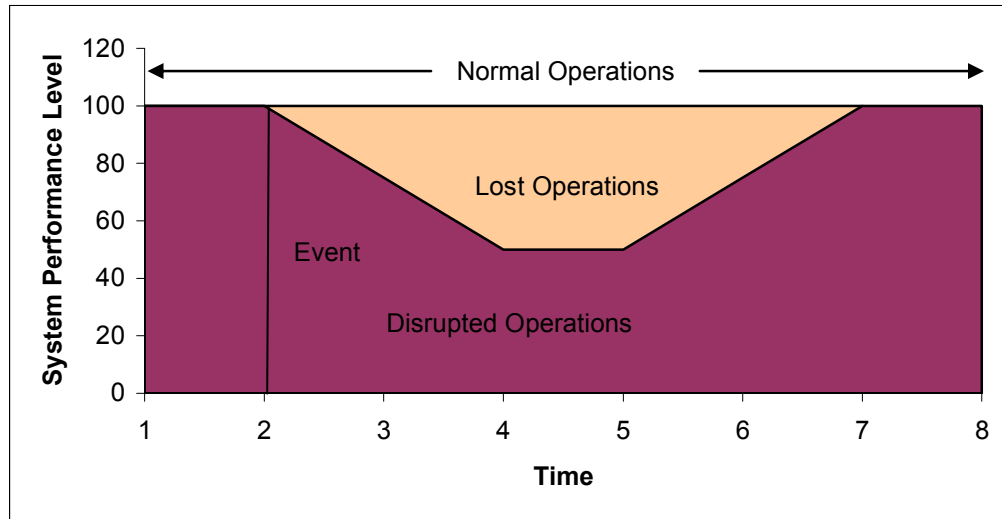 System Performance Level
120
100
80
60
40
20
0
Normal Operations
Lost Operations
Event
Disrupted Operations
1 2 3 4 5 6 7 8
Time